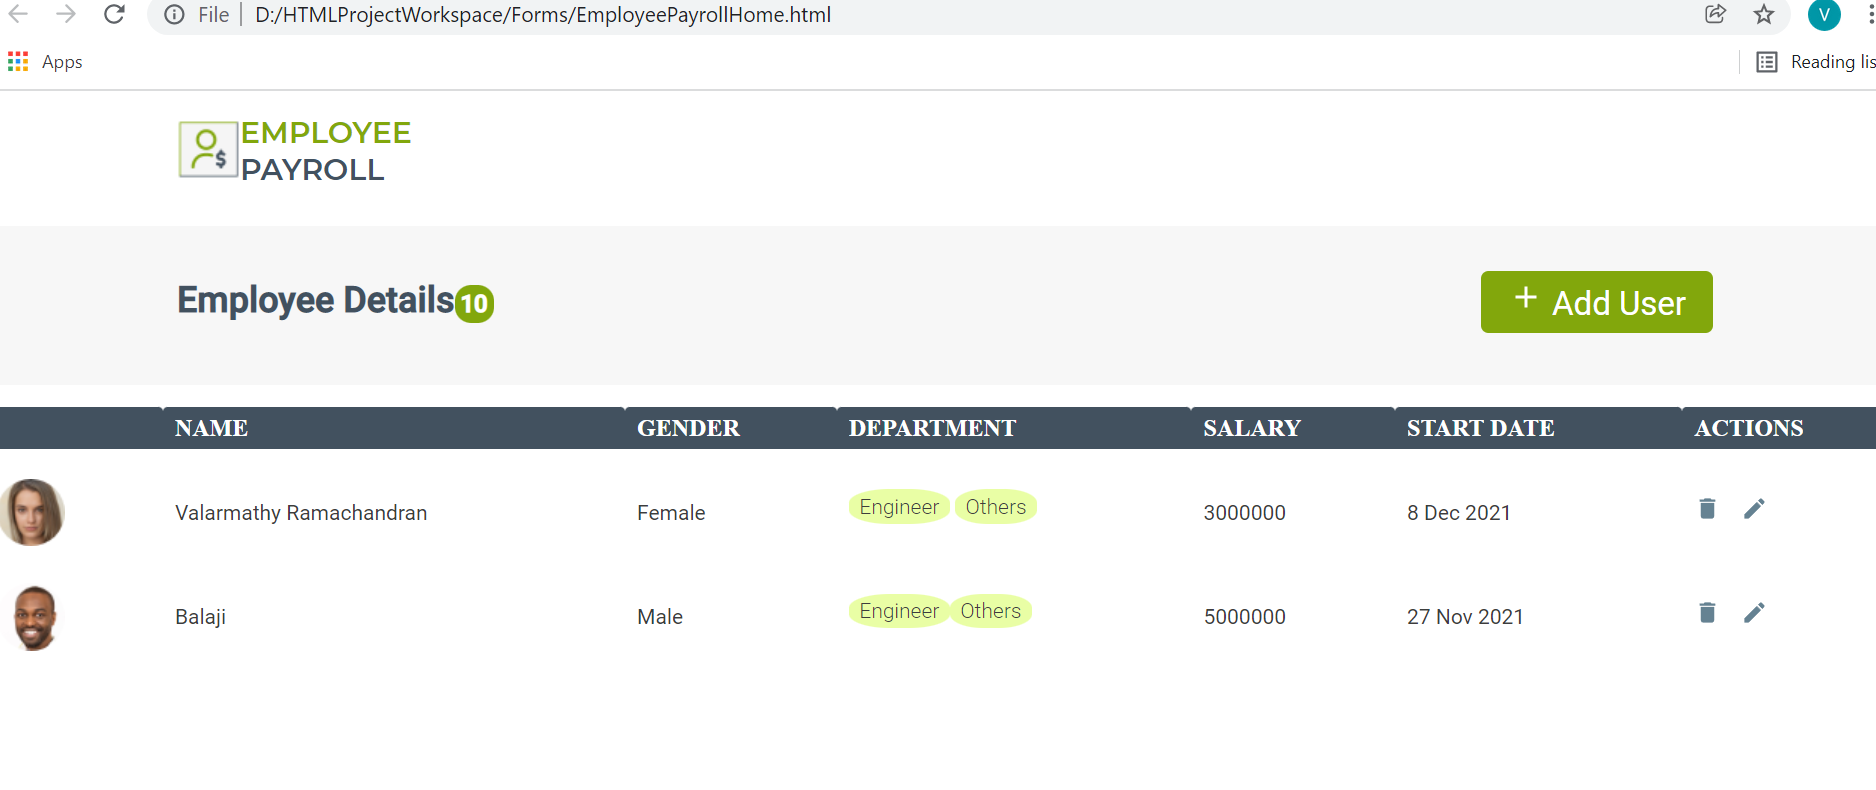 File | D:/HTMLProjectWorkspace/Forms/EmployeePayrollHome.html V
Apps Reading lis
EMPLOYEE
PAYROLL
$
Employee Details 10 + Add User
NAME GENDER DEPARTMENT SALARY START DATE ACTIONS
Valarmathy Ramachandran Female Engineer Others 3000000 8 Dec 2021
Balaji Male Engineer Others 5000000 27 Nov 2021